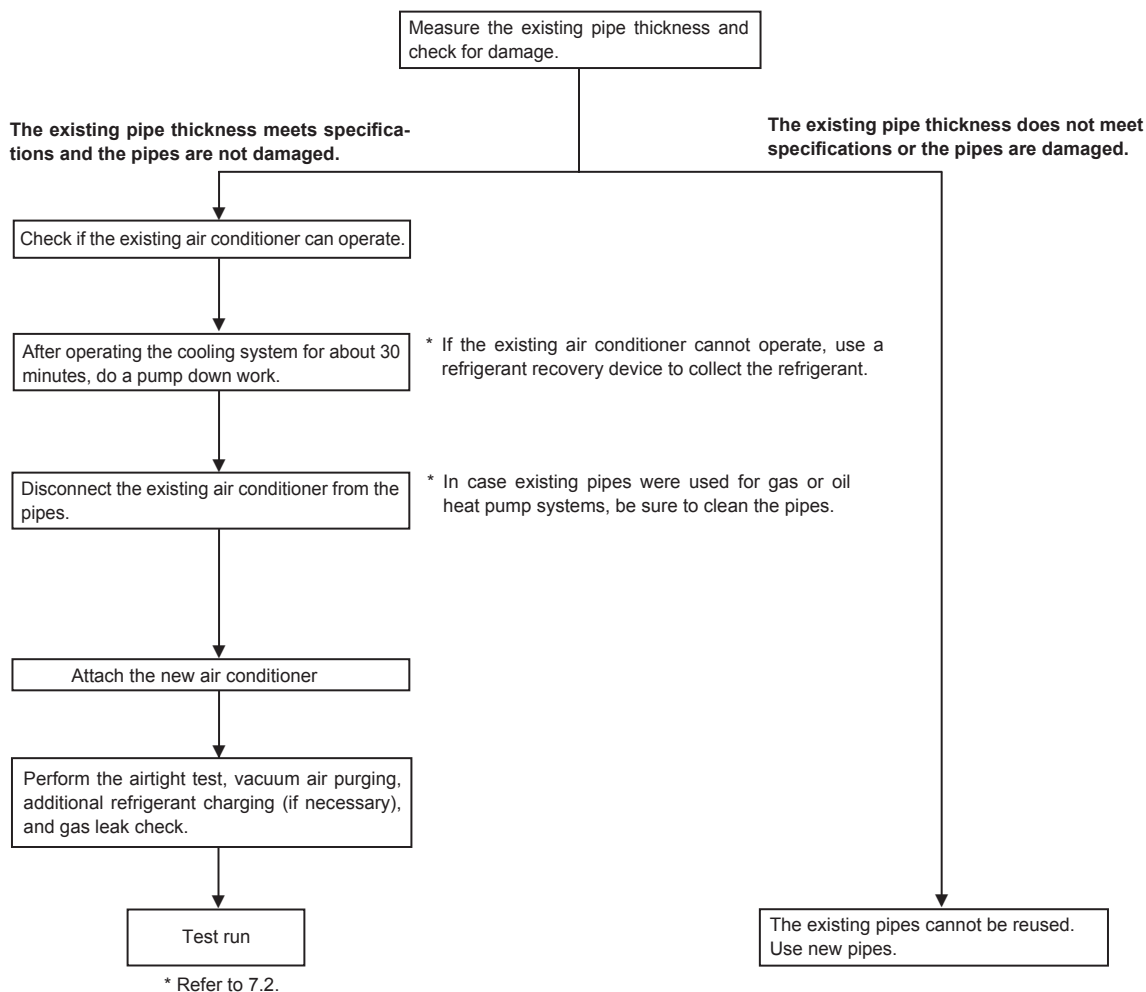 Measure the existing pipe thickness and
check for damage.
The existing pipe thickness meets specifica-
tions and the pipes are not damaged.
The existing pipe thickness does not meet
specifications or the pipes are damaged.
Check if the existing air conditioner can operate.
After operating the cooling system for about 30
minutes, do a pump down work.
* If the existing air conditioner cannot operate, use a
refrigerant recovery device to collect the refrigerant.
Disconnect the existing air conditioner from the
pipes.
* In case existing pipes were used for gas or oil
heat pump systems, be sure to clean the pipes.
Attach the new air conditioner
Perform the airtight test, vacuum air purging,
additional refrigerant charging (if necessary),
and gas leak check.
Test run
* Refer to 7.2.
The existing pipes cannot be reused.
Use new pipes.